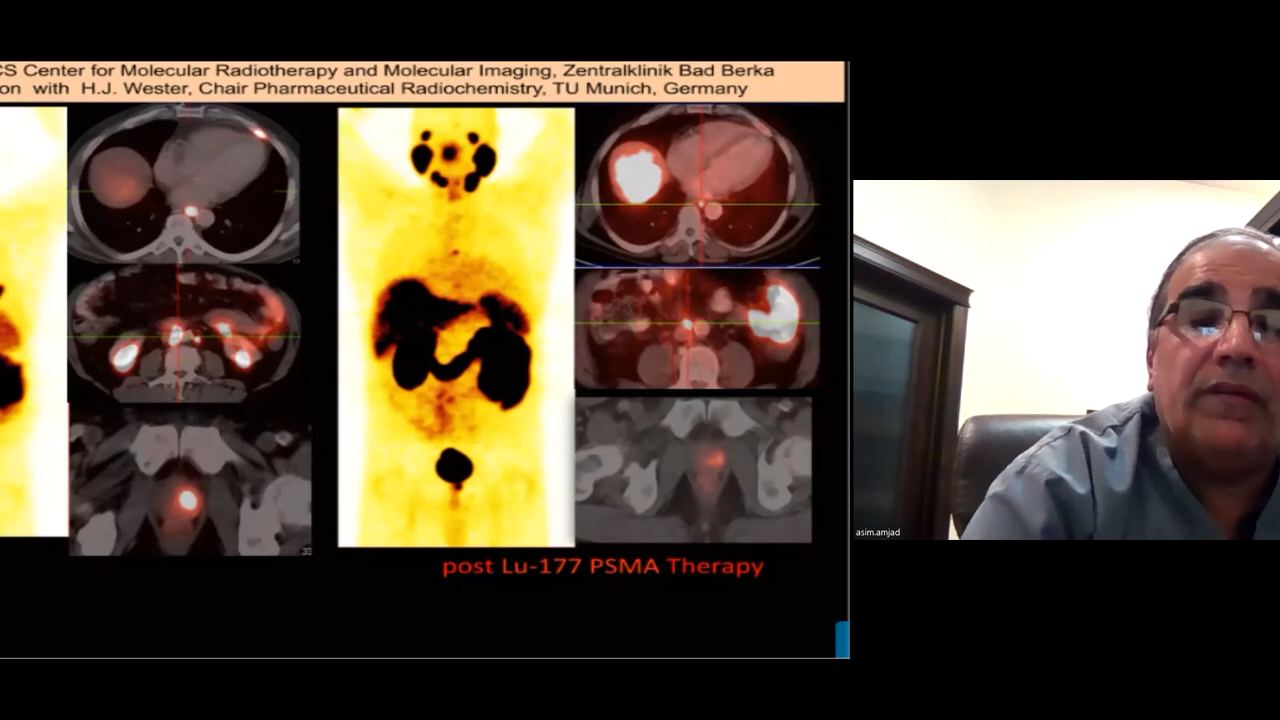 CS Center for Molecular Radiotherapy and Molecular Imaging, Zentralklinik Bad Berka
on with H.J. Wester, Chair Pharmaceutical Radiochemistry, TU Munich, Germany
post Lu-177 PSMA Therapy
asim.amjad